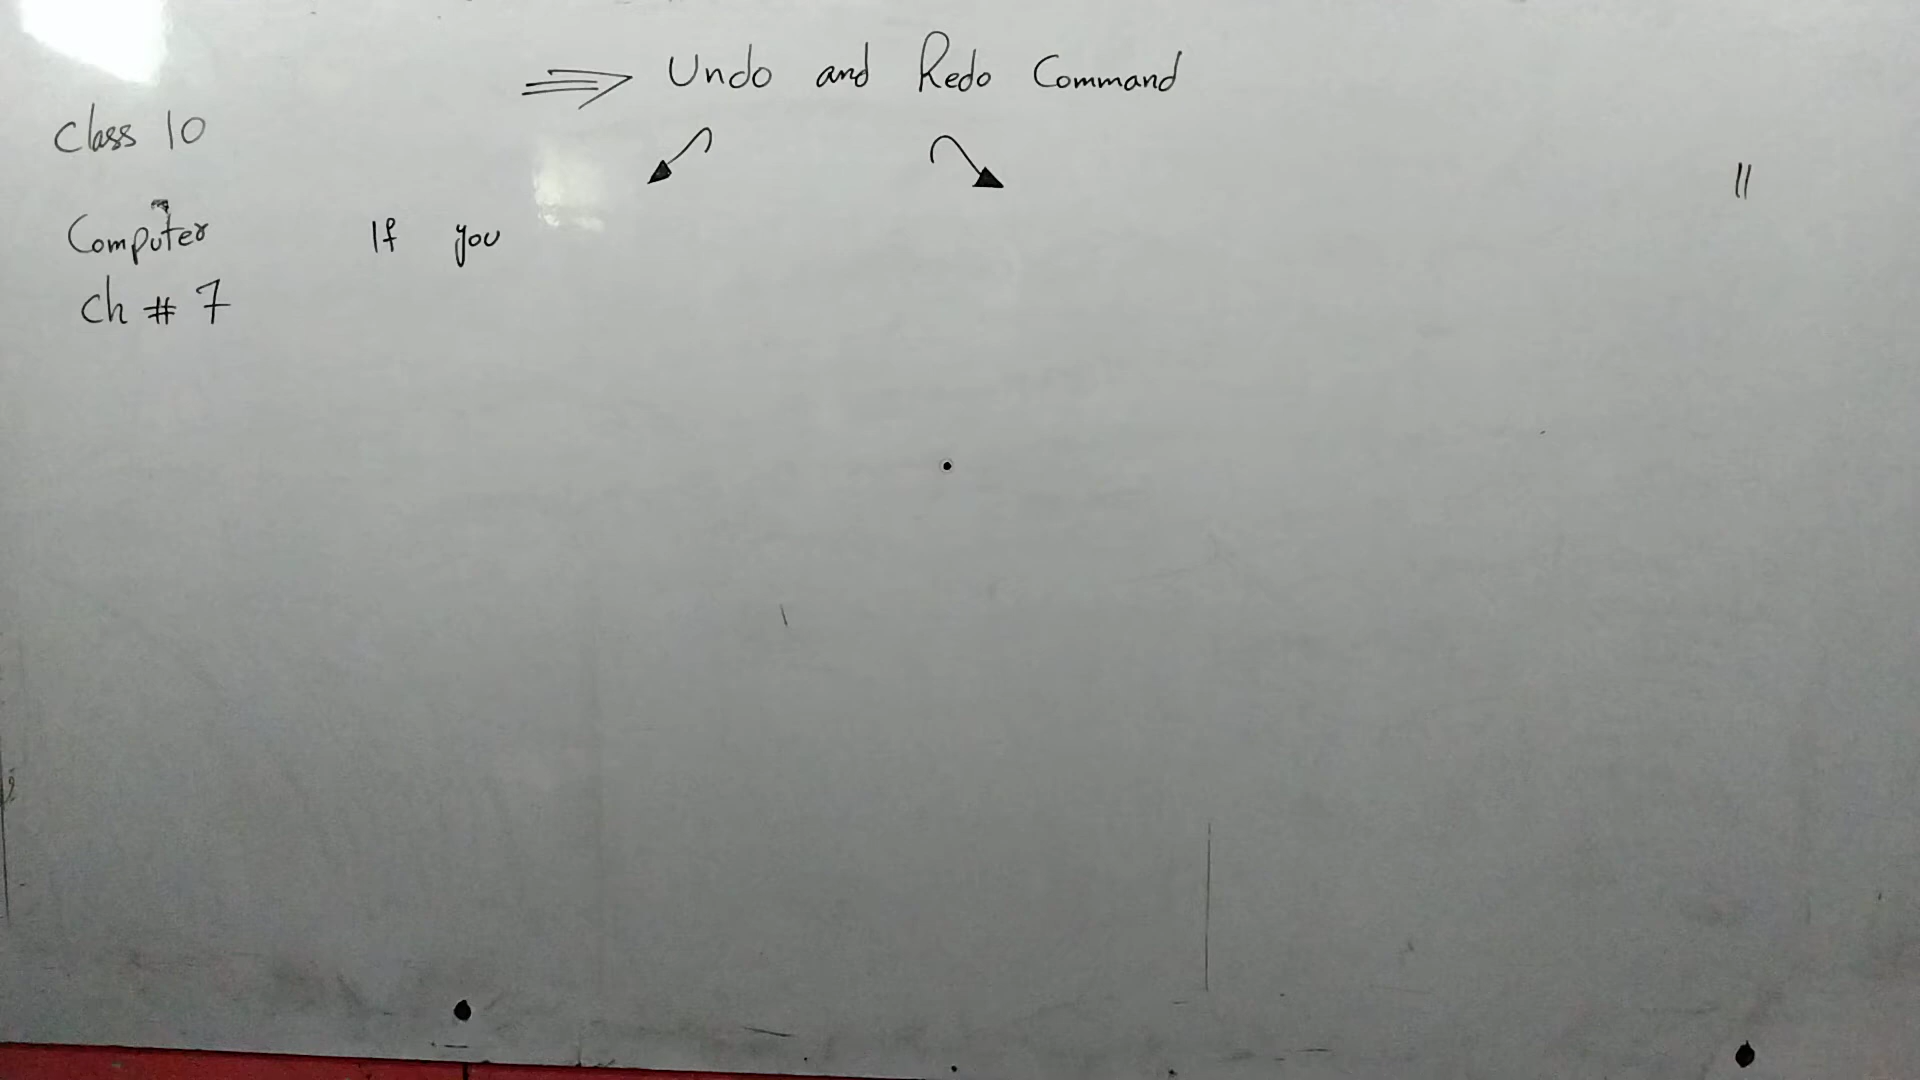 Undo and Redo Command
Class 10
Computer
If you
Ch # 7